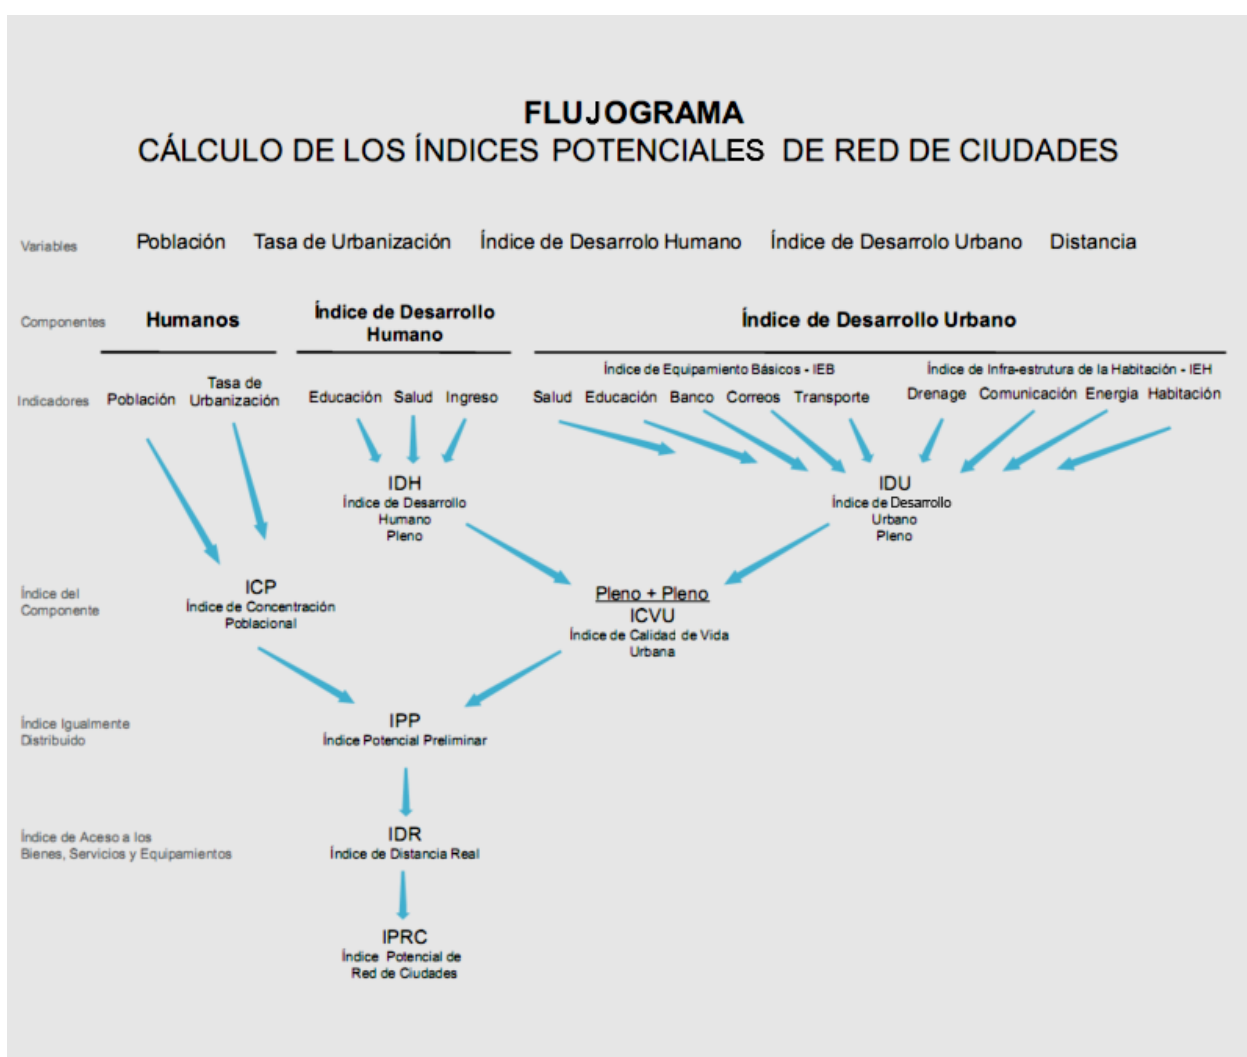 FLUJOGRAMA
CÁLCULO DE LOS ÍNDICES POTENCIALES DE RED DE CIUDADES
Variables Población Tasa de Urbanización Índice de Desarrolo Humano Índice de Desarrolo Urbano Distancia
Componentes Humanos Índice de Desarrollo Humano Índice de Desarrollo Urbano
Índice de Equipamiento Básicos - IEB Índice de Infra-estrutura de la Habitación - IEH
Indicadores Población Tasa de Urbanización Educación Salud Ingreso Salud Educación Banco Correos Transporte Drenage Comunicación Energia Habitación
IDH
Índice de Desarrollo
Humano
Pleno
IDU
Índice de Desarrollo
Urbano
Pleno
Índice del
Componente
ICP
Índice de Concentración
Poblacional
Pleno + Pleno
ICVU
Índice de Calidad de Vida
Urbana
Índice Igualmente
Distribuido
IPP
Índice Potencial Preliminar
Índice de Aceso a los
Bienes, Servicios y Equipamientos
IDR
Índice de Distancia Real
IPRC
Índice Potencial de
Red de Ciudades